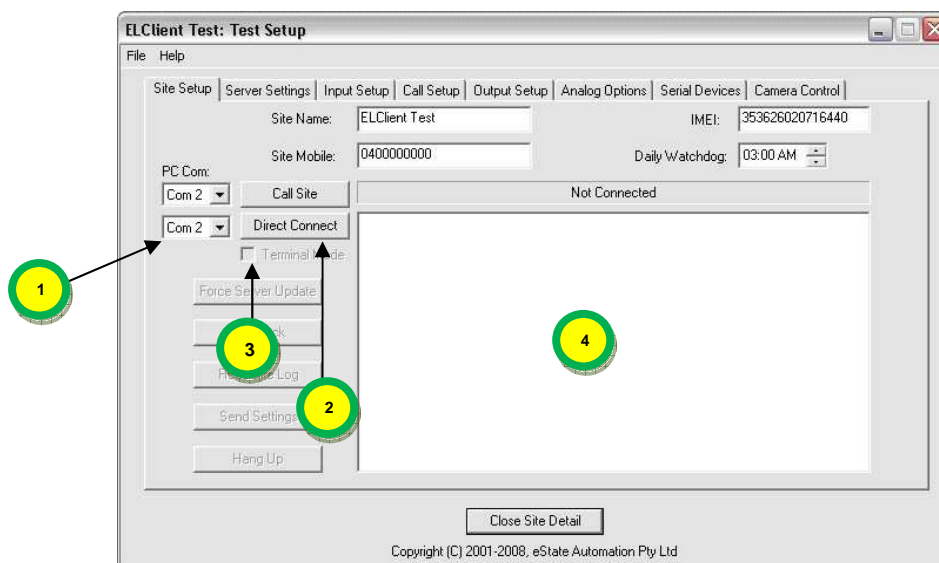 ELClient Test: Test Setup
File Help
Site Setup Server Settings Input Setup Call Setup Output Setup Analog Options Serial Devices Camera Control
Site Name: ELClient Test IMEI: 353626020716440
Site Mobile: 0400000000 Daily Watchdog: 03:00 AM
PC Com:
Com 2 Call Site Not Connected
Com 2 Direct Connect
Terminal
1
Force Server Update
4
3
Log
2
Send Settings
Hang Up
Close Site Detail
Copyright (C) 2001-2008, eState Automation Pty Ltd